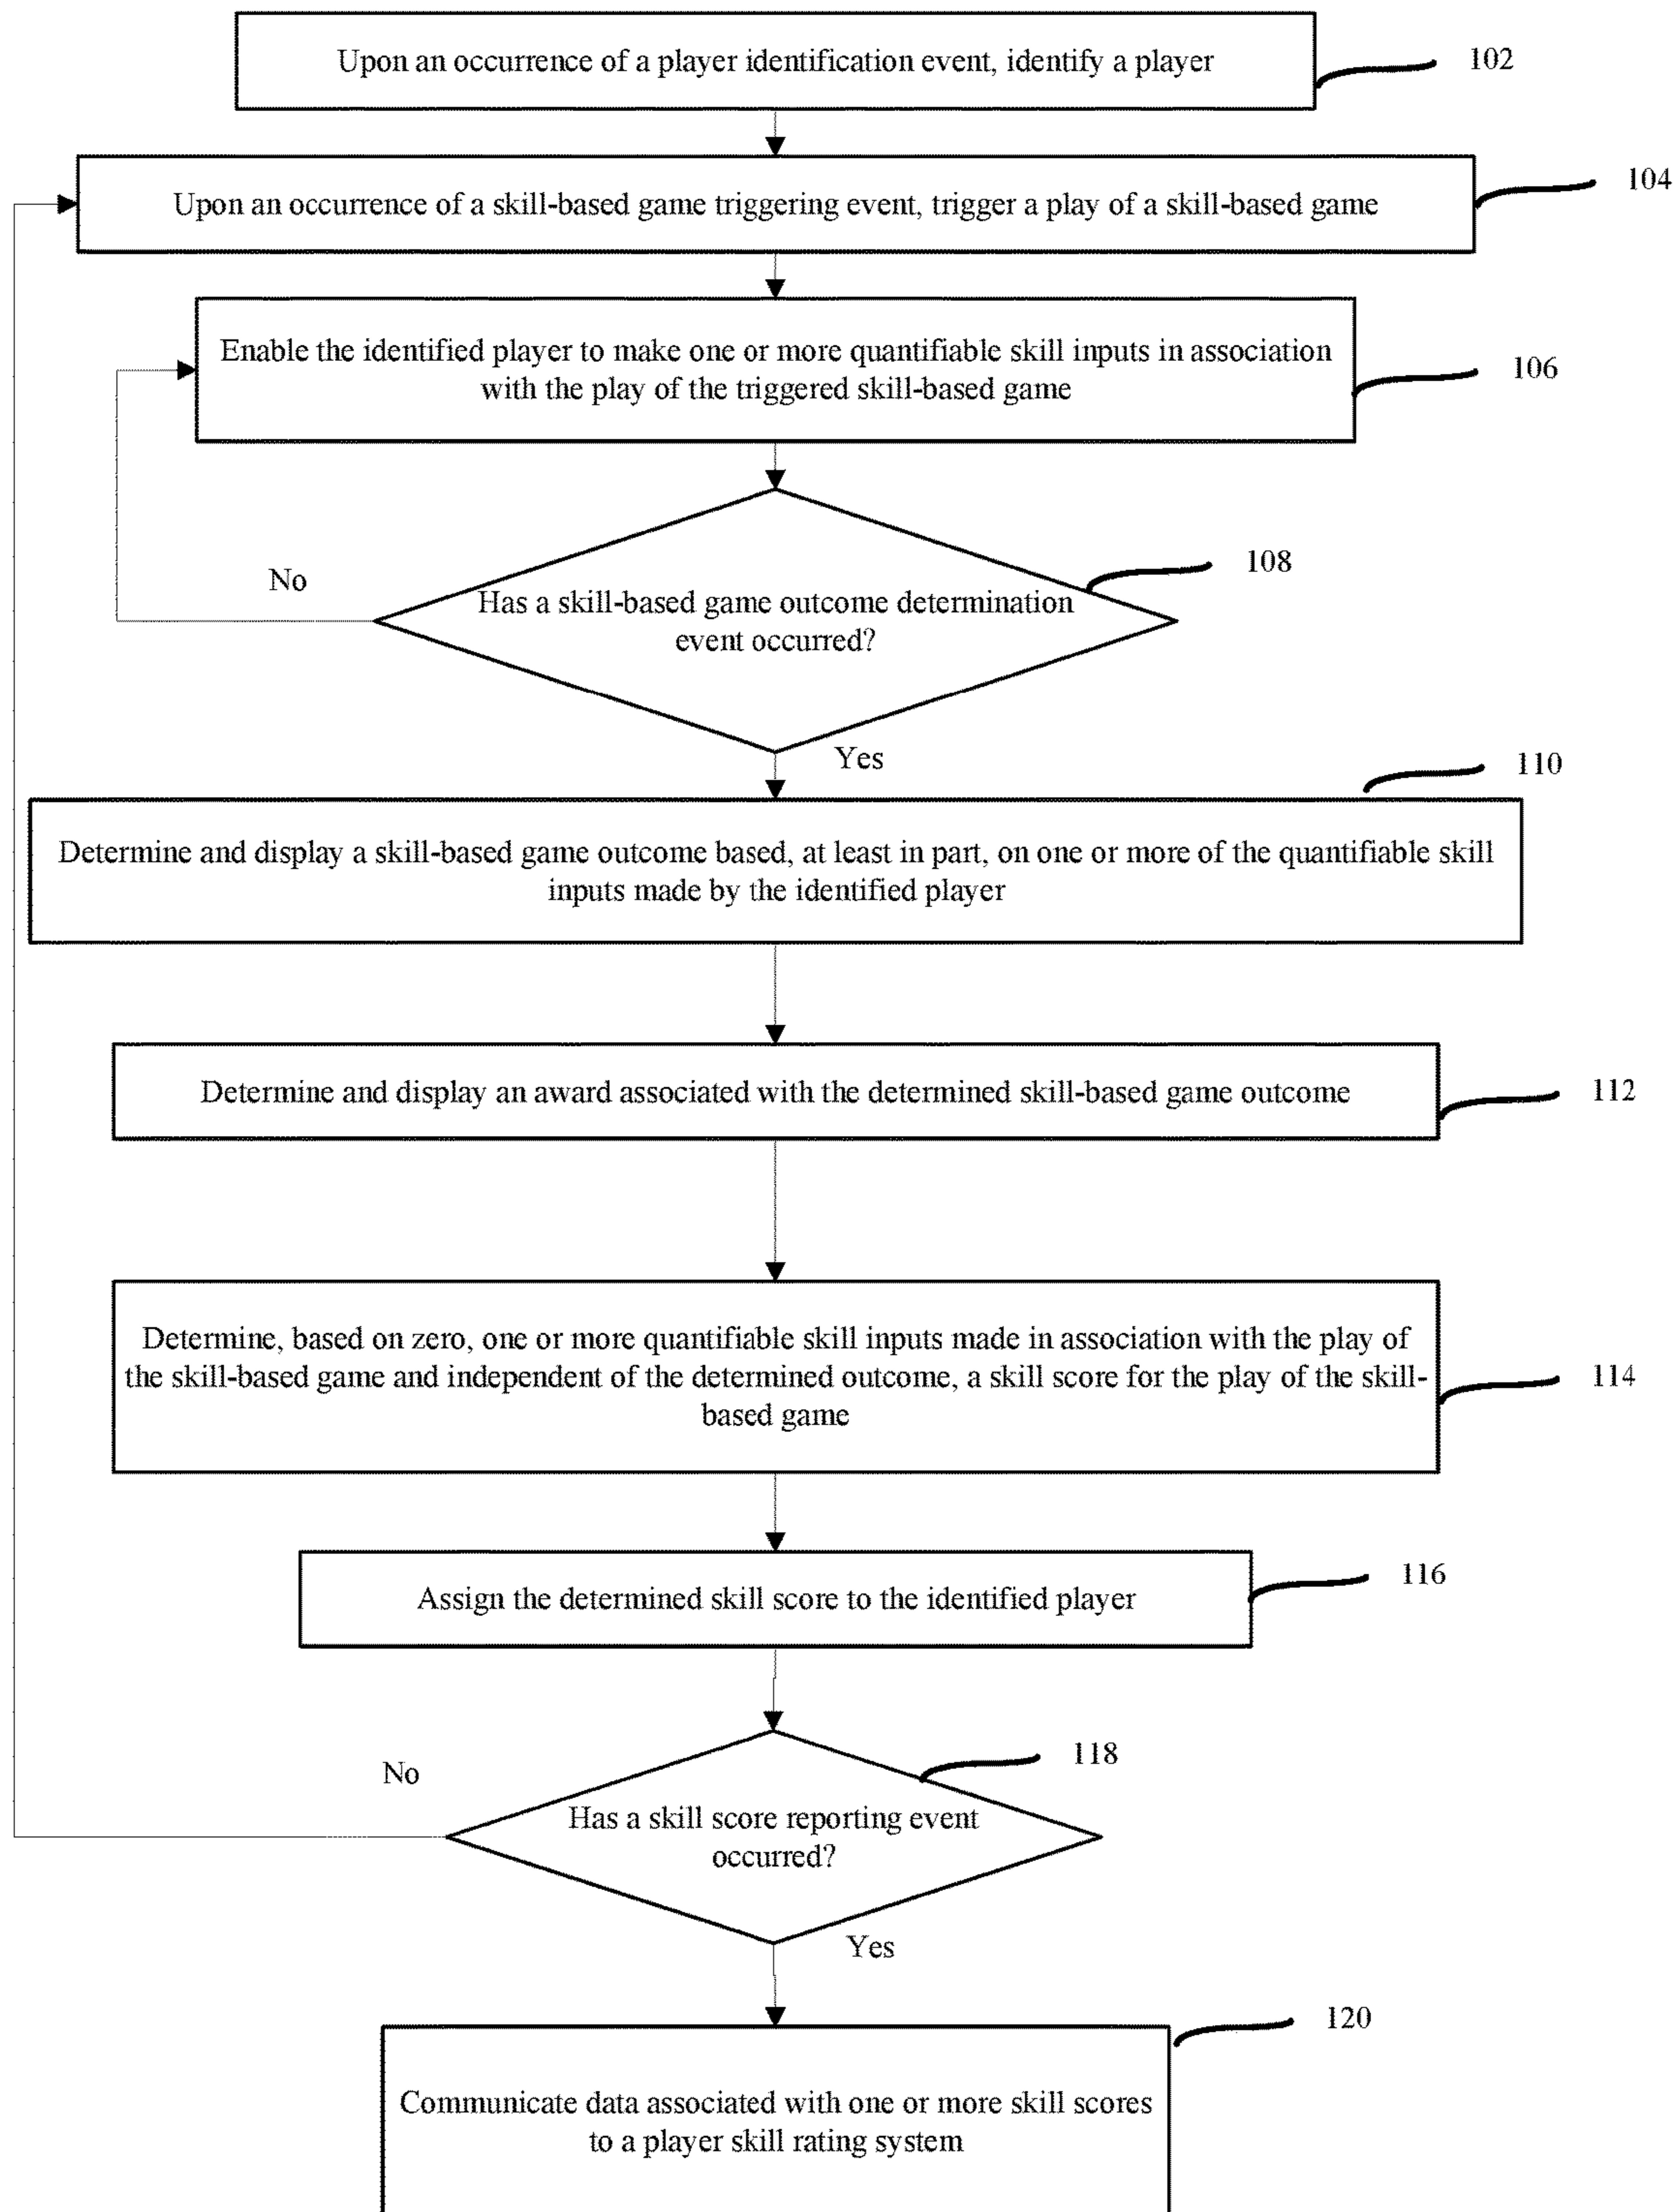 Upon an occurrence of a player identification event, identify a player
102
Upon an occurrence of a skill-based game triggering event, trigger a play of a skill-based game
104
Enable the identified player to make one or more quantifiable skill inputs in association
with the play of the triggered skill-based game
106
Has a skill-based game outcome determination
event occurred?
108
No
Yes
110
Determine and display a skill-based game outcome based, at least in part, on one or more of the quantifiable skill
inputs made by the identified player
Determine and display an award associated with the determined skill-based game outcome
112
Determine, based on zero, one or more quantifiable skill inputs made in association with the play of
the skill-based game and independent of the determined outcome, a skill score for the play of the skill-
based game
114
Assign the determined skill score to the identified player
116
118
No
Has a skill score reporting event
occurred?
Yes
120
Communicate data associated with one or more skill scores
to a player skill rating system